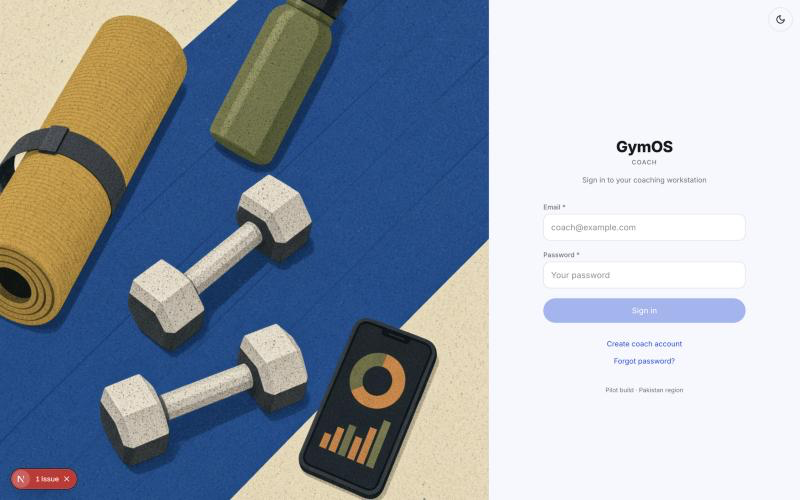 GymOS
COACH
Sign in to your coaching workstation
Email *
coach@example.com
Password *
Your password
Sign in
Create coach account
Forgot password?
Pilot build · Pakistan region
N 1 Issue